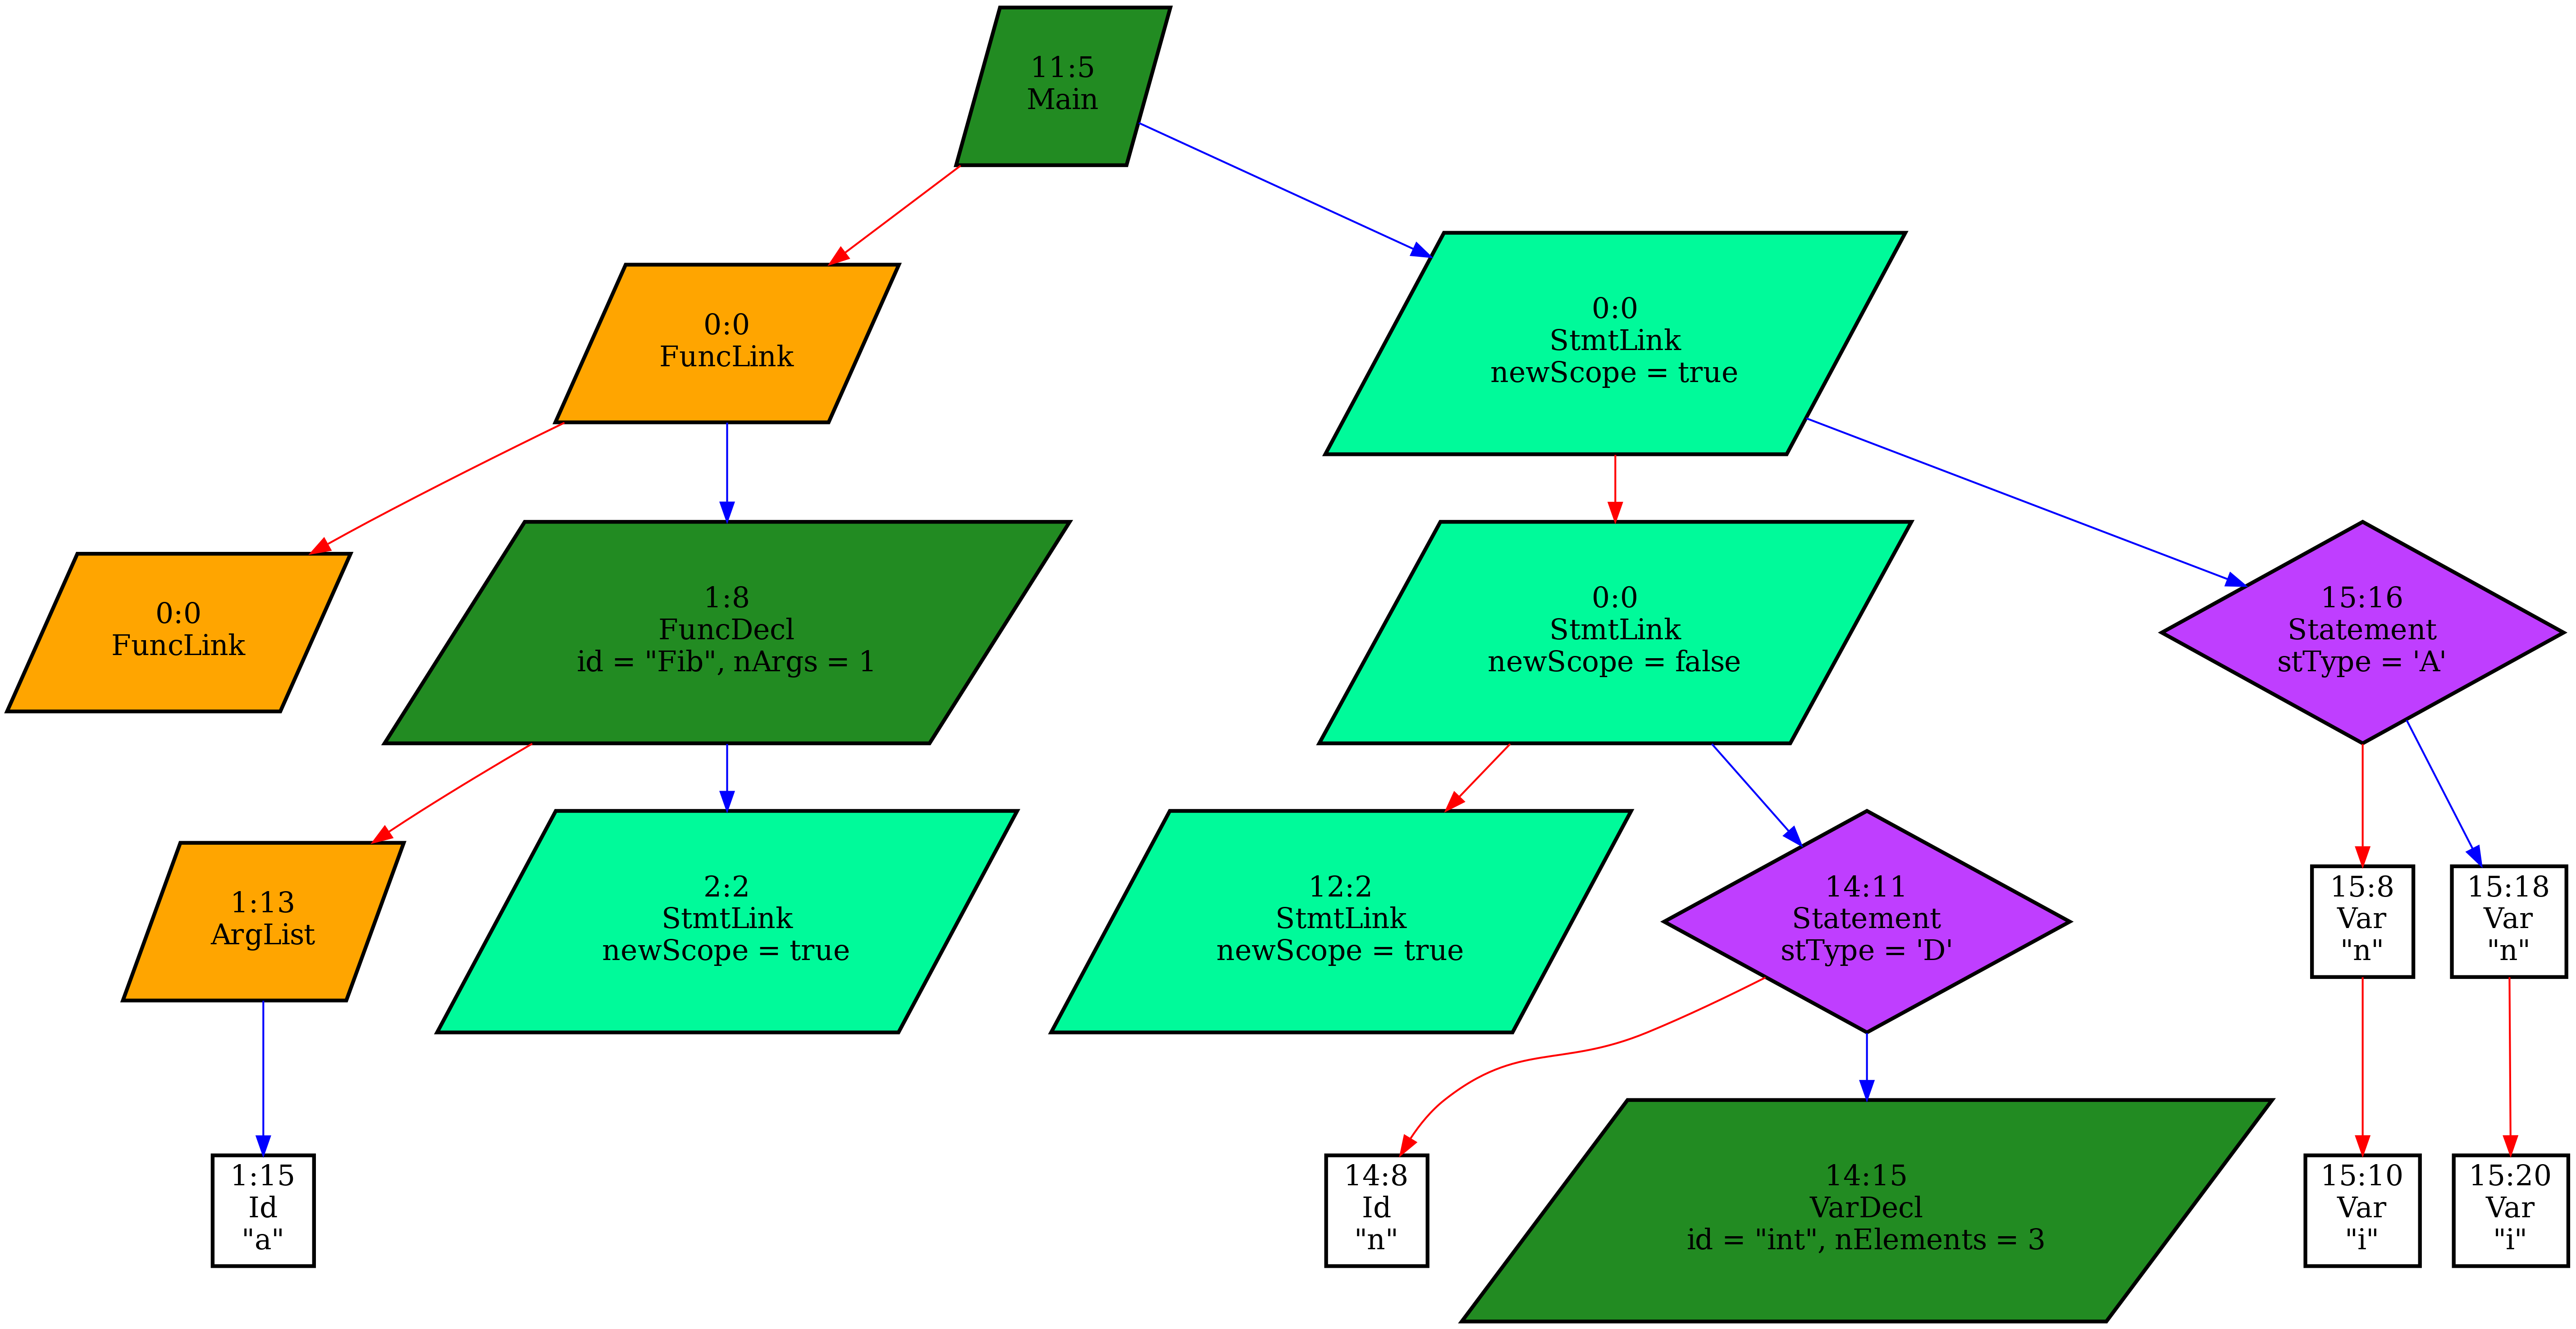 11:5
Main
0:0
FuncLink
0:0
StmtLink
newScope = true
0:0
FuncLink
1:8
FuncDecl
id = "Fib", nArgs = 1
0:0
StmtLink
newScope = false
15:16
Statement
stType = 'A'
1:13
ArgList
2:2
StmtLink
newScope = true
12:2
StmtLink
newScope = true
14:11
Statement
stType = 'D'
15:8
Var
"n"
15:18
Var
"n"
1:15
Id
"a"
14:8
Id
"n"
14:15
VarDecl
id = "int", nElements = 3
15:10
Var
"i"
15:20
Var
"i"